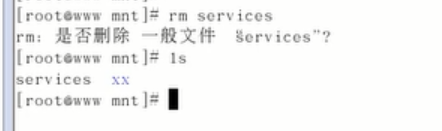 [root@www mnt]# rm services
rm：是否删除 一般文件 “services”?
[root@www mnt]# ls
services xx
[root@www mnt]#